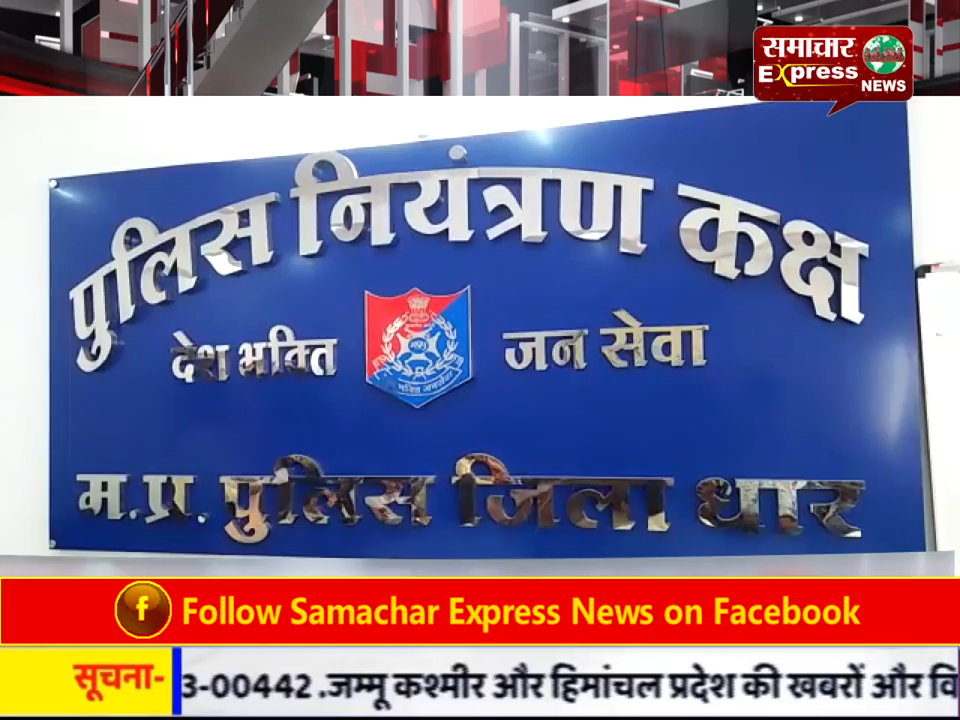 समाचार
Express
NEWS
पुलिस नियंत्रण कक्ष
देश भक्ति जन सेवा
म.प्र. पुलिस जिला धार
f Follow Samachar Express News on Facebook
सूचना- 3-00442 .जम्मू कश्मीर और हिमांचल प्रदेश की खबरों और वि